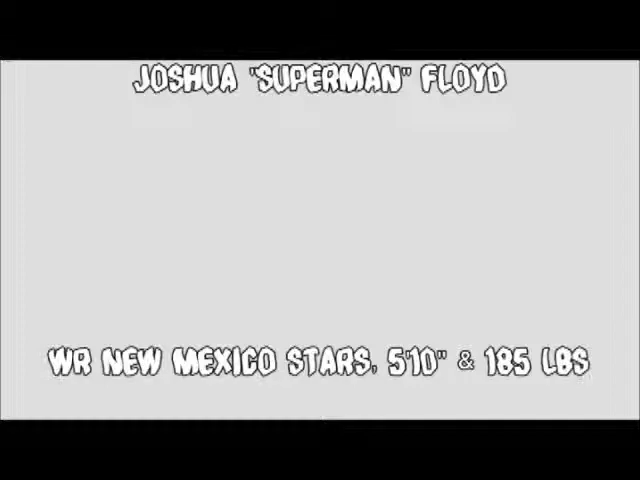 JOSHUA "SUPERMAN" FLOYD
WR NEW MEXICO STARS, 5'10" & 185 LBS